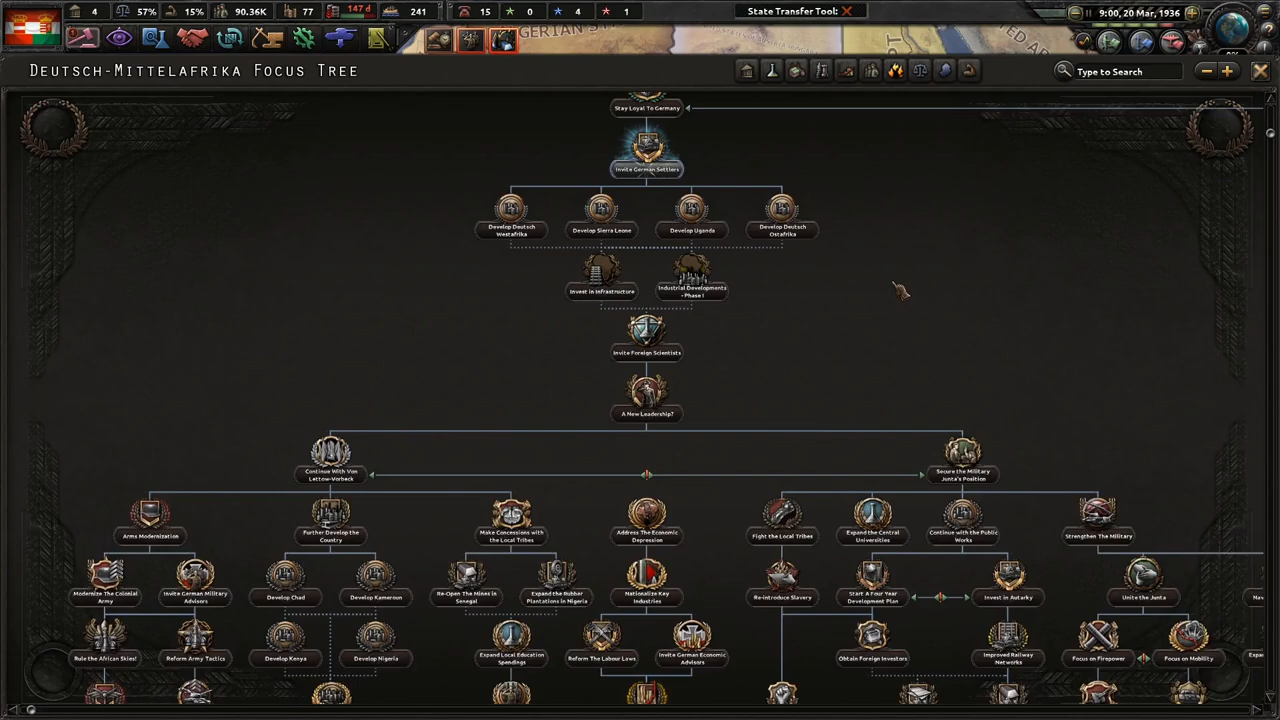 4
57%
15%
90.36K
77
147 d
241
15
0
4
1
State Transfer Tool:
9:00, 20 Mar, 1936
GERIAN ST
Deutsch-Mittelafrika Focus Tree
Type to Search
Stay Loyal To Germany
Invite German Settlers
Develop Deutsch
Westafrika
Develop Sierra Leone
Develop Uganda
Develop Deutsch
Ostafrika
Invest in Infrastructure
Industrial Developments
- Phase I
Invite Foreign Scientists
A New Leadership?
Continue With Von
Lettow-Vorbeck
Secure the Military
Junta's Position
Arms Modernization
Further Develop the
Country
Make Concessions with
the Local Tribes
Address The Economic
Depression
Fight the Local Tribes
Expand the Central
Universities
Continue with the Public
Works
Strengthen The Military
Modernize The Colonial
Army
Invite German Military
Advisors
Develop Chad
Develop Kameroun
Re-Open The Mines in
Senegal
Expand the Rubber
Plantations in Nigeria
Nationalize Key
Industries
Re-introduce Slavery
Start A Four Year
Development Plan
Invest in Autarky
Unite the Junta
Rule the African Skies!
Reform Army Tactics
Develop Kenya
Develop Nigeria
Expand Local Education
Spendings
Reform The Labour Laws
Invite German Economic
Advisors
Obtain Foreign Investors
Improved Railway
Networks
Focus on Firepower
Focus on Mobility